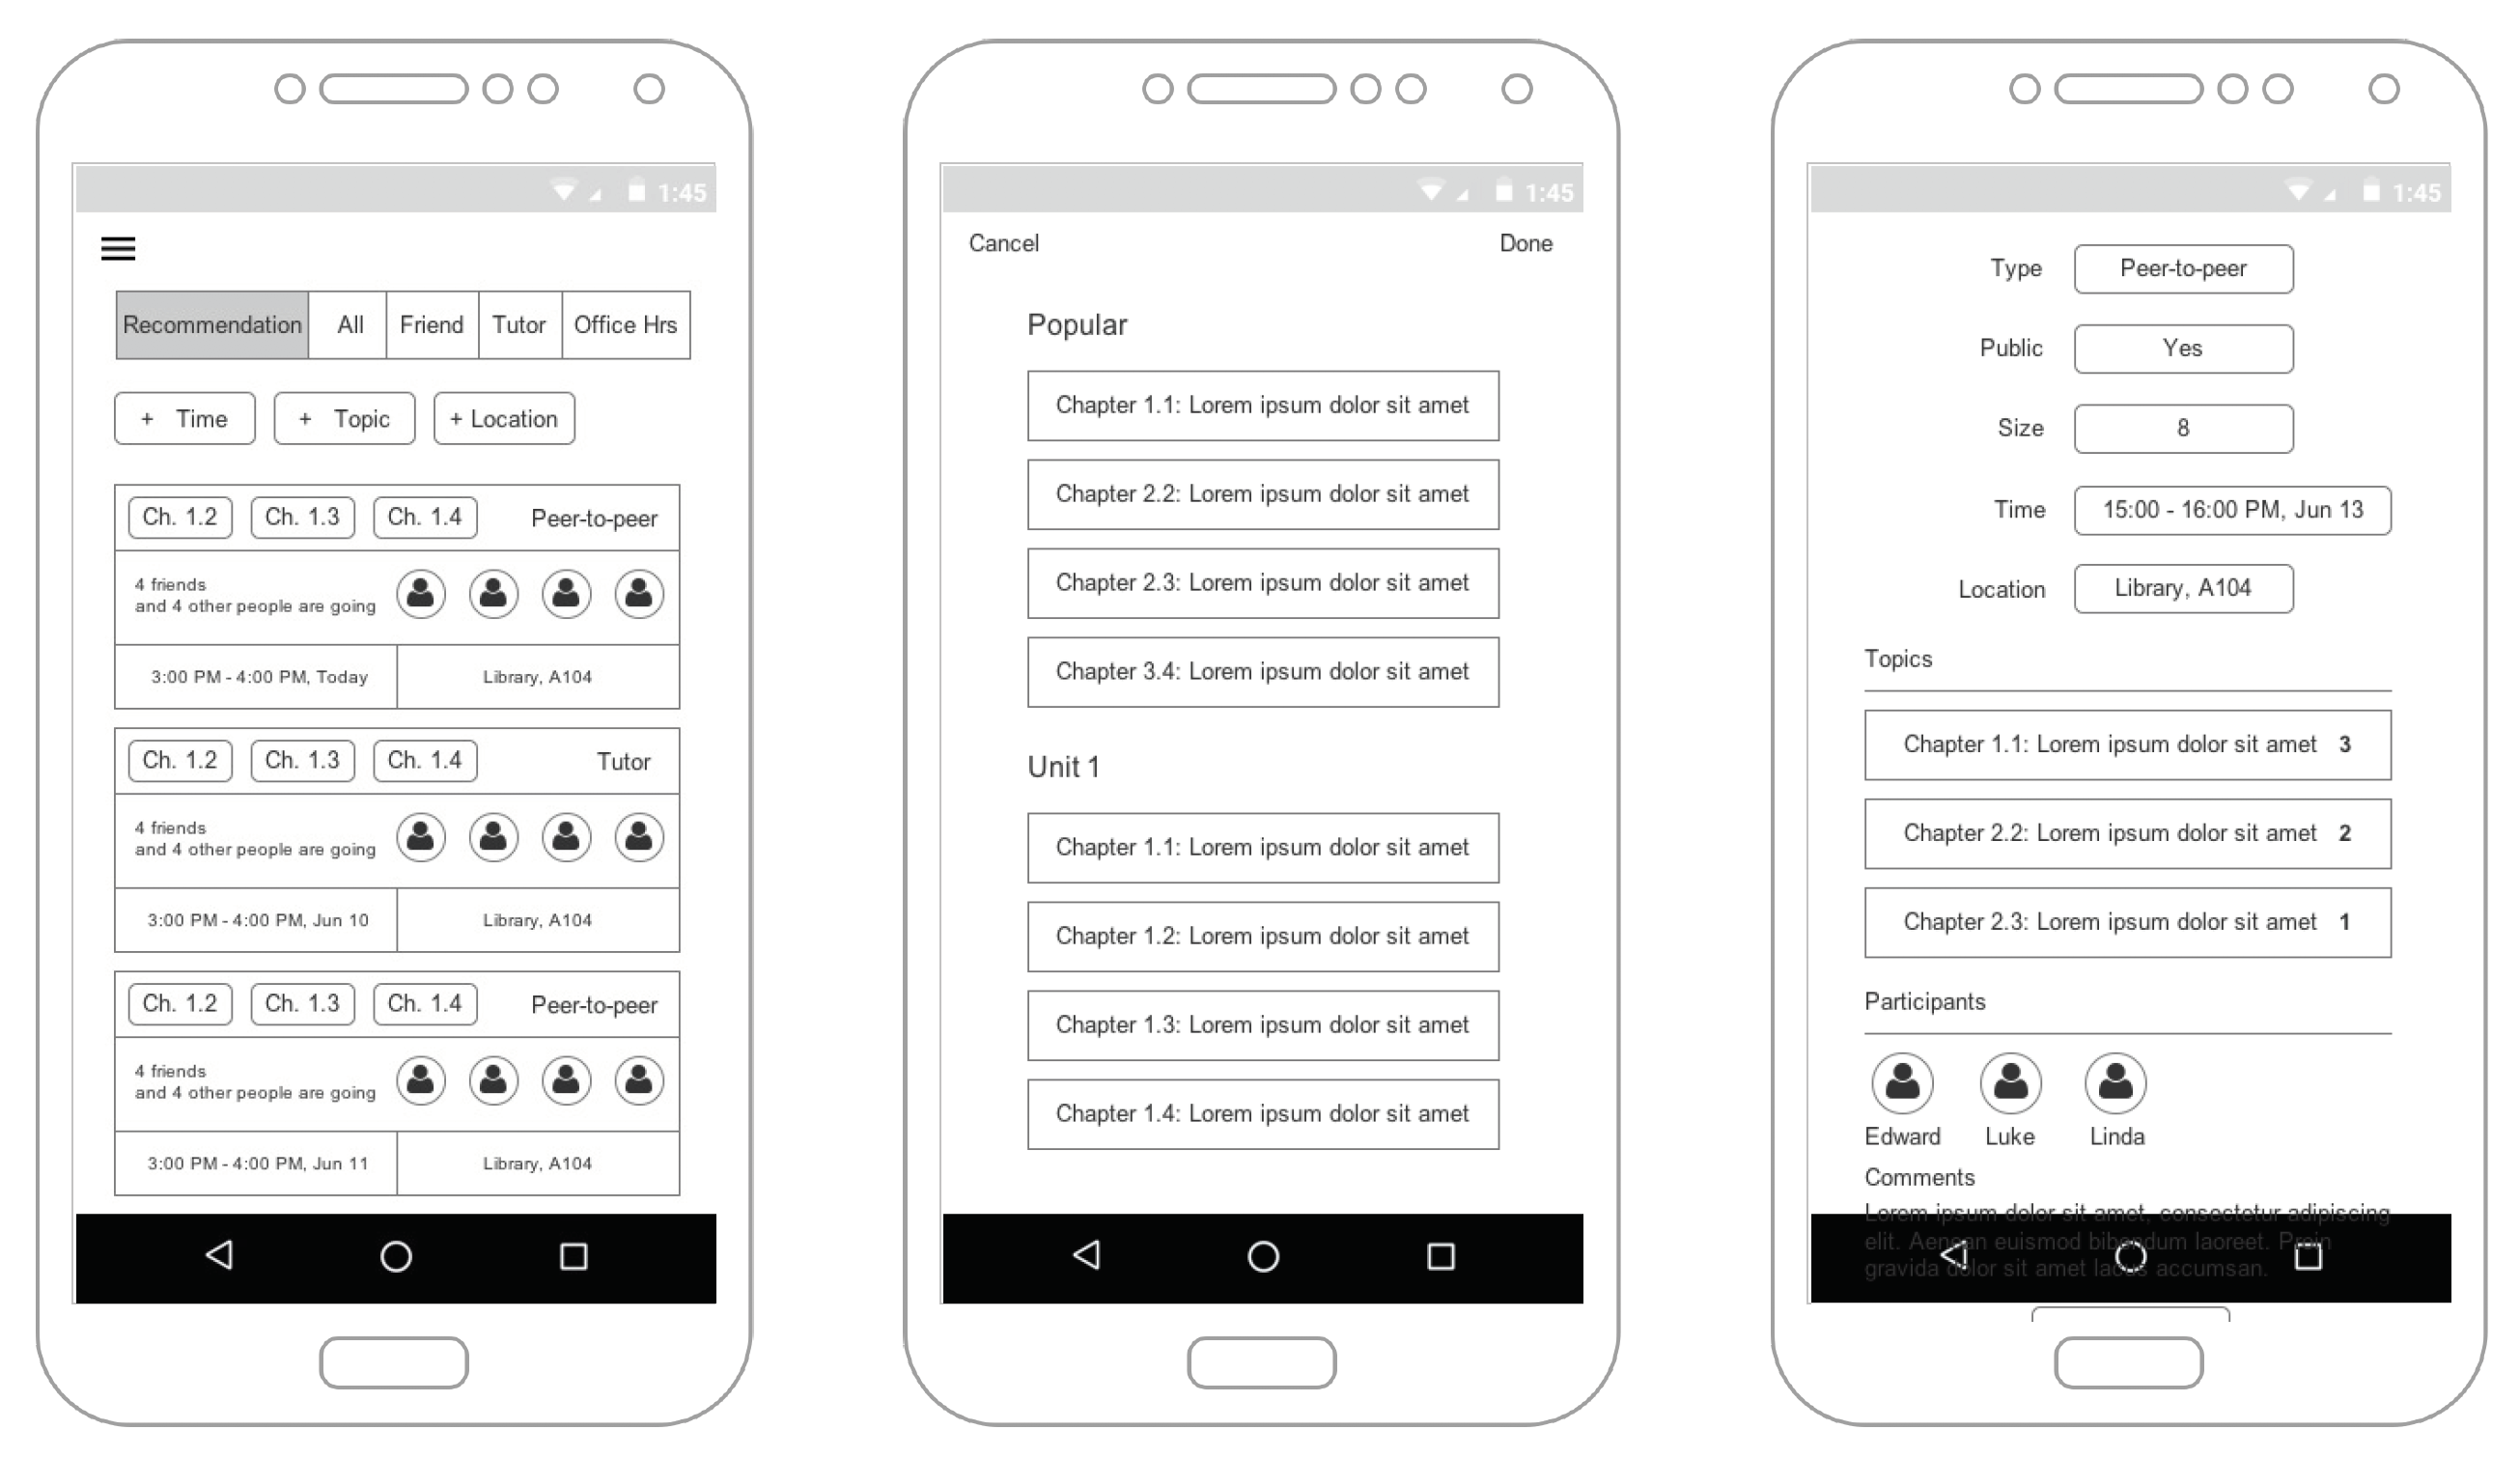 1:45
Recommendation All Friend Tutor Office Hrs
+ Time + Topic + Location
Ch. 1.2 Ch. 1.3 Ch. 1.4 Peer-to-peer
4 friends
and 4 other people are going
3:00 PM - 4:00 PM, Today Library, A104
Ch. 1.2 Ch. 1.3 Ch. 1.4 Tutor
4 friends
and 4 other people are going
3:00 PM - 4:00 PM, Jun 10 Library, A104
Ch. 1.2 Ch. 1.3 Ch. 1.4 Peer-to-peer
4 friends
and 4 other people are going
3:00 PM - 4:00 PM, Jun 11 Library, A104
1:45
Cancel Done
Popular
Chapter 1.1: Lorem ipsum dolor sit amet
Chapter 2.2: Lorem ipsum dolor sit amet
Chapter 2.3: Lorem ipsum dolor sit amet
Chapter 3.4: Lorem ipsum dolor sit amet
Unit 1
Chapter 1.1: Lorem ipsum dolor sit amet
Chapter 1.2: Lorem ipsum dolor sit amet
Chapter 1.3: Lorem ipsum dolor sit amet
Chapter 1.4: Lorem ipsum dolor sit amet
1:45
Type Peer-to-peer
Public Yes
Size 8
Time 15:00 - 16:00 PM, Jun 13
Location Library, A104
Topics
Chapter 1.1: Lorem ipsum dolor sit amet 3
Chapter 2.2: Lorem ipsum dolor sit amet 2
Chapter 2.3: Lorem ipsum dolor sit amet 1
Participants
Edward Luke Linda
Comments
Lorem ipsum dolor sit amet, consectetur adipiscing
elit. Aenean euismod bibendum laoreet. Proin
gravida dolor sit amet lacus accumsan.